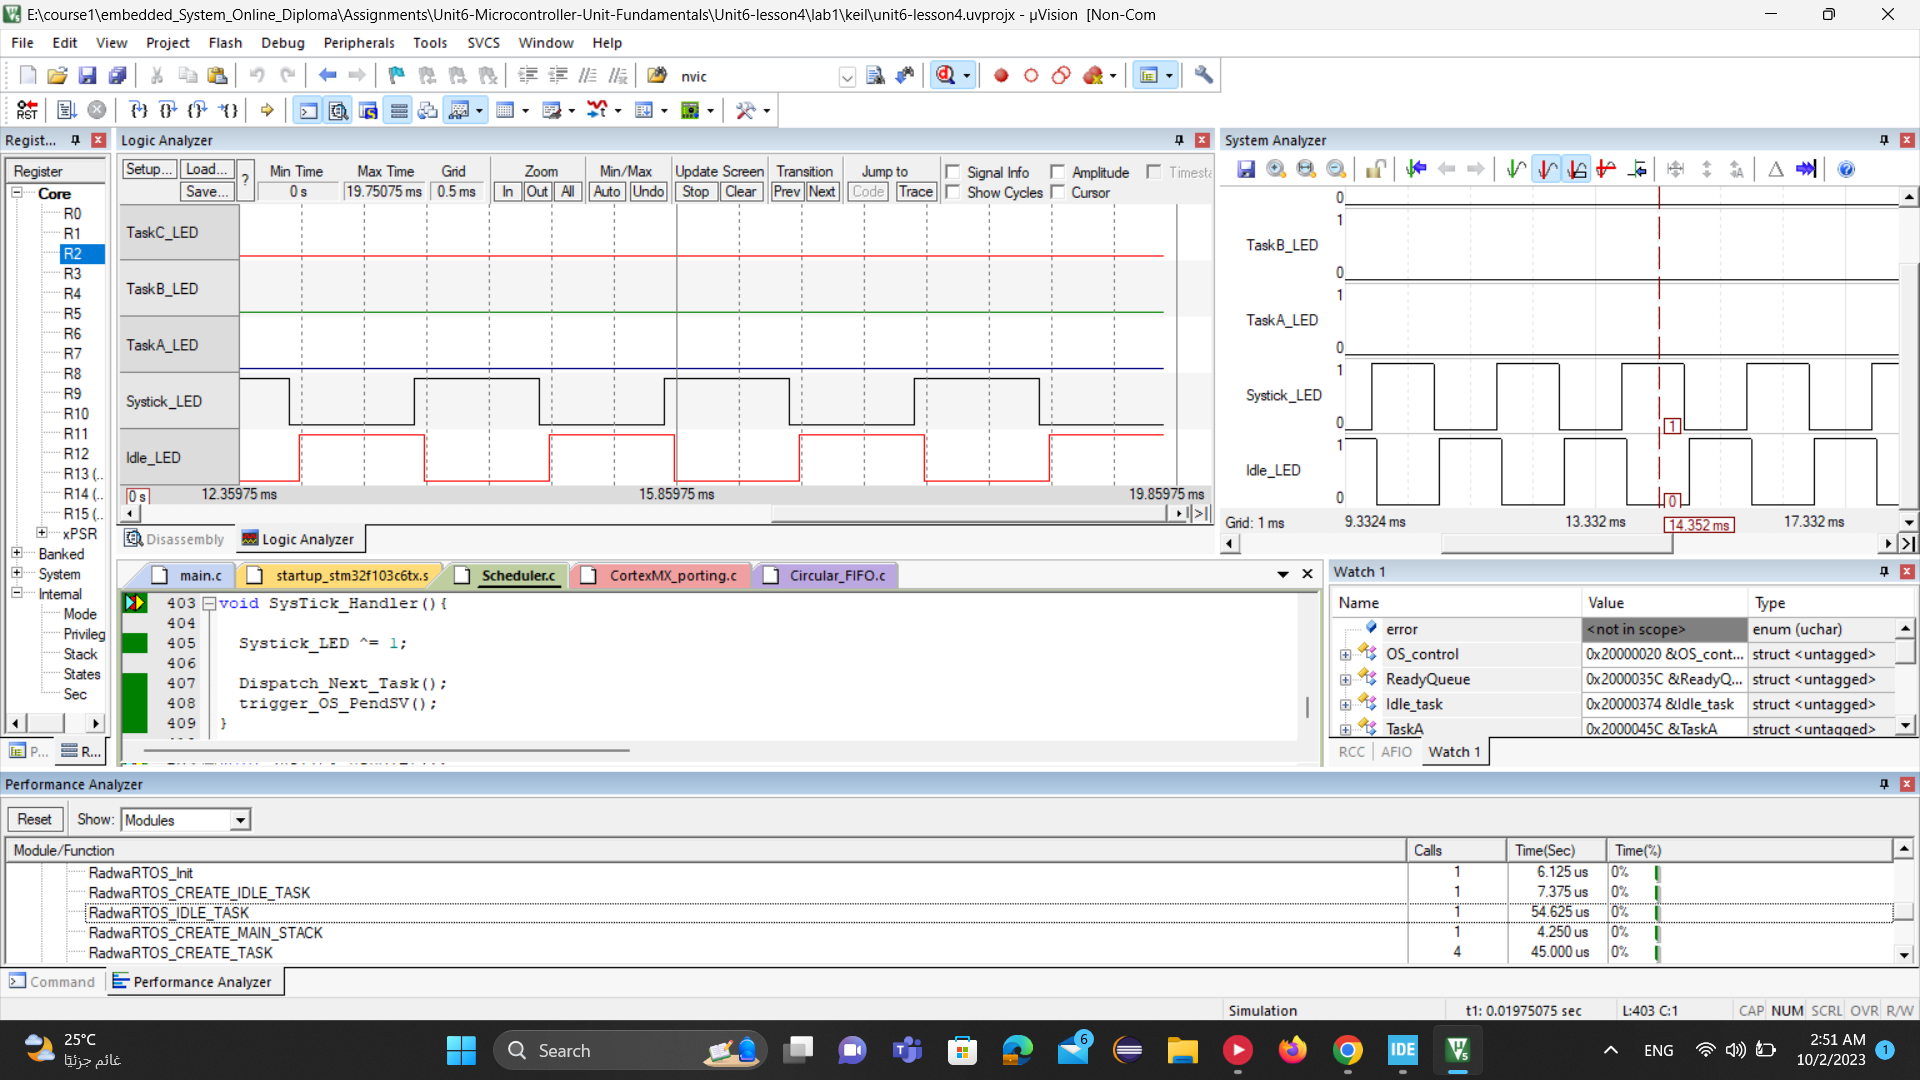 E:\course1\embedded_System_Online_Diploma\Assignments\Unit6-Microcontroller-Unit-Fundamentals\Unit6-lesson4\lab1\keil\unit6-lesson4.uvprojx - µVision [Non-Com
File Edit View Project Flash Debug Peripherals Tools SVCS Window Help
nvic
RST
Regist...
Logic Analyzer
System Analyzer
Register
Core
R0
R1
R2
R3
R4
R5
R6
R7
R8
R9
R10
R11
R12
R13 (..
R14 (..
R15 (..
xPSR
Banked
System
Internal
Mode
Privileg
Stack
States
Sec
P... R...
Setup... Load... Save... ?
Min Time Max Time Grid Zoom Min/Max Update Screen Transition Jump to
0 s 19.75075 ms 0.5 ms In Out All Auto Undo Stop Clear Prev Next Code Trace
Signal Info Amplitude Timesta
Show Cycles Cursor
TaskC_LED
TaskB_LED
TaskA_LED
Systick_LED
Idle_LED
0 s 12.35975 ms 15.85975 ms 19.85975 ms
Disassembly Logic Analyzer
0
1
TaskB_LED
0
1
TaskA_LED
0
1
Systick_LED
0 1
1
Idle_LED
0 0
Grid: 1 ms 9.3324 ms 13.332 ms 14.352 ms 17.332 ms
main.c startup_stm32f103c6tx.s Scheduler.c CortexMX_porting.c Circular_FIFO.c
403 void SysTick_Handler(){
404
405 Systick_LED ^= 1;
406
407 Dispatch_Next_Task();
408 trigger_OS_PendSV();
409 }
Watch 1
Name Value Type
error <not in scope> enum (uchar)
OS_control 0x20000020 &OS_cont... struct <untagged>
ReadyQueue 0x2000035C &ReadyQ... struct <untagged>
Idle_task 0x20000374 &Idle_task struct <untagged>
TaskA 0x2000045C &TaskA struct <untagged>
RCC AFIO Watch 1
Performance Analyzer
Reset Show: Modules
Module/Function Calls Time(Sec) Time(%)
RadwaRTOS_Init 1 6.125 us 0%
RadwaRTOS_CREATE_IDLE_TASK 1 7.375 us 0%
RadwaRTOS_IDLE_TASK 1 54.625 us 0%
RadwaRTOS_CREATE_MAIN_STACK 1 4.250 us 0%
RadwaRTOS_CREATE_TASK 4 45.000 us 0%
Command Performance Analyzer
Simulation t1: 0.01975075 sec L:403 C:1 CAP NUM SCRL OVR R/W
25°C
غائم جزئيًا
Search
6
IDE
ENG
2:51 AM
10/2/2023
1